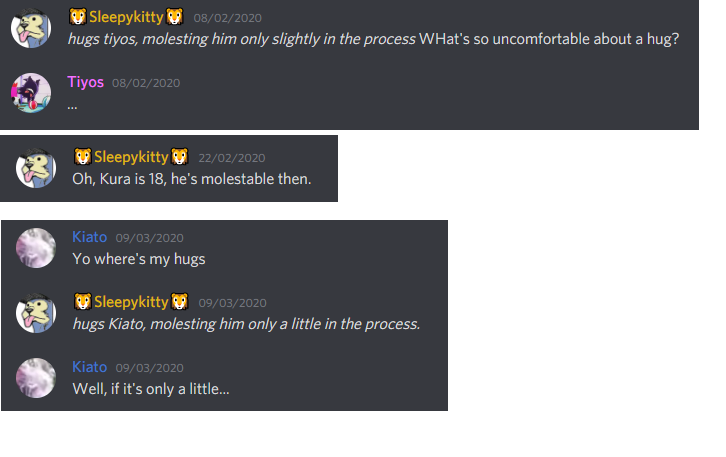 🦁Sleepykitty🦁 08/02/2020
hugs tiyos, molesting him only slightly in the process WHat's so uncomfortable about a hug?
Tiyos 08/02/2020
...
🦁Sleepykitty🦁 22/02/2020
Oh, Kura is 18, he's molestable then.
Kiato 09/03/2020
Yo where's my hugs
🦁Sleepykitty🦁 09/03/2020
hugs Kiato, molesting him only a little in the process.
Kiato 09/03/2020
Well, if it's only a little...